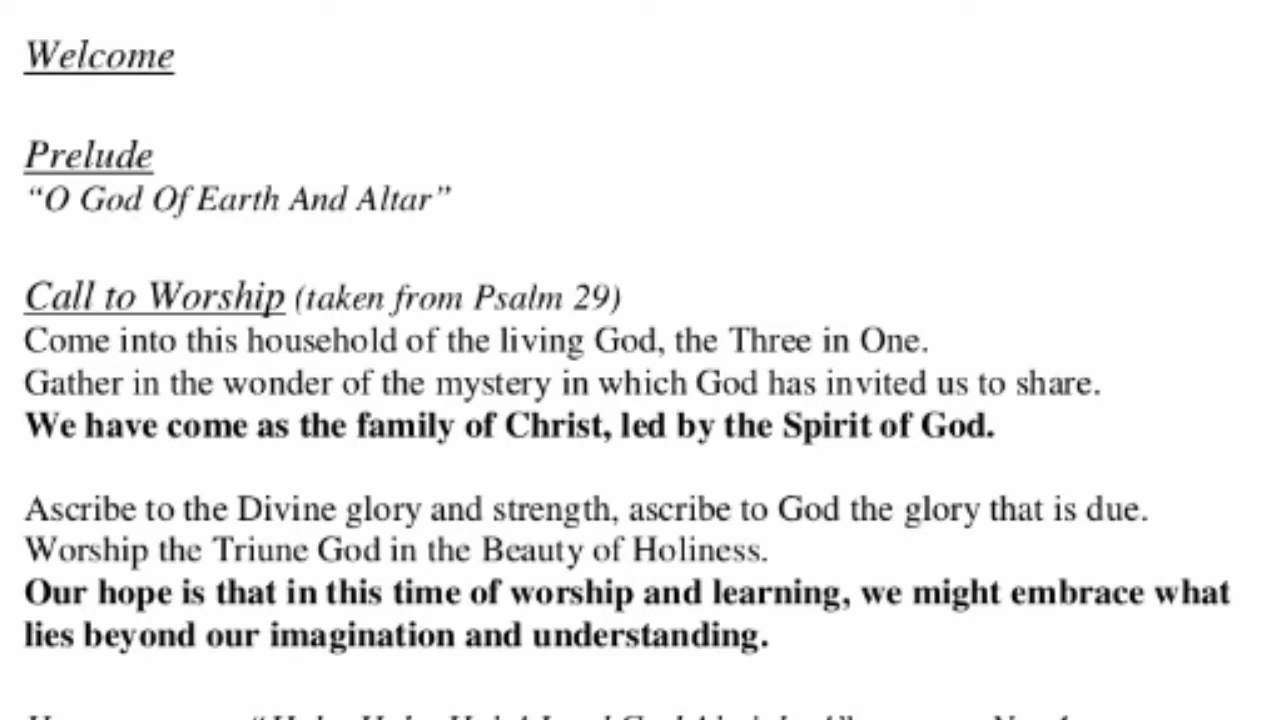 Welcome
Prelude
“O God Of Earth And Altar”
Call to Worship (taken from Psalm 29)
Come into this household of the living God, the Three in One.
Gather in the wonder of the mystery in which God has invited us to share.
We have come as the family of Christ, led by the Spirit of God.
Ascribe to the Divine glory and strength, ascribe to God the glory that is due.
Worship the Triune God in the Beauty of Holiness.
Our hope is that in this time of worship and learning, we might embrace what
lies beyond our imagination and understanding.